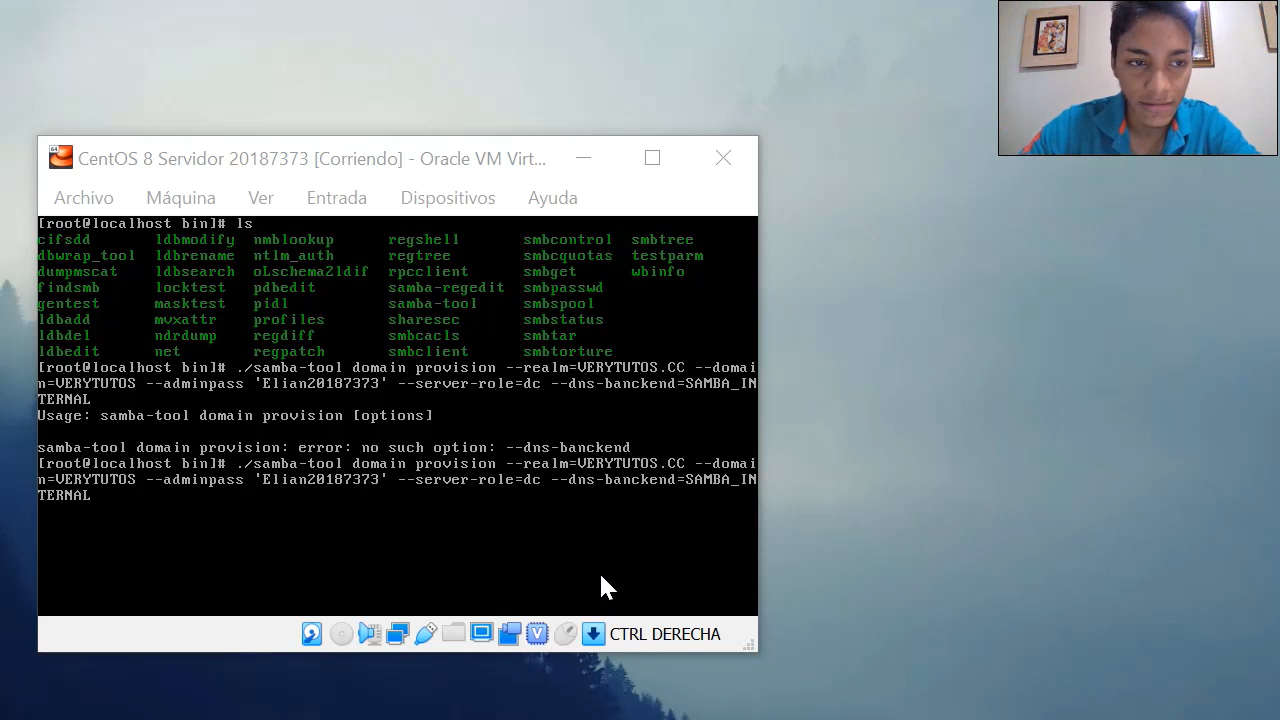 CentOS 8 Servidor 20187373 [Corriendo] - Oracle VM Virt...
Archivo Máquina Ver Entrada Dispositivos Ayuda
[root@localhost bin]# ls
cifsdd ldbmodify nmblookup regshell smbcontrol smbtree
dbwrap_tool ldbrename ntlm_auth regtree smbcquotas testparm
dumpmscat ldbsearch oLschema2ldif rpcclient smbget wbinfo
findsmb locktest pdbedit samba-regedit smbpasswd
gentest masktest pidl samba-tool smbspool
ldbadd mvxattr profiles sharesec smbstatus
ldbdel ndrdump regdiff smbcacls smbtar
ldbedit net regpatch smbclient smbtorture
[root@localhost bin]# ./samba-tool domain provision --realm=VERYTUTOS.CC --domai
n=VERYTUTOS --adminpass 'Elian20187373' --server-role=dc --dns-banckend=SAMBA_IN
TERNAL
Usage: samba-tool domain provision [options]
samba-tool domain provision: error: no such option: --dns-banckend
[root@localhost bin]# ./samba-tool domain provision --realm=VERYTUTOS.CC --domai
n=VERYTUTOS --adminpass 'Elian20187373' --server-role=dc --dns-banckend=SAMBA_IN
TERNAL
CTRL DERECHA